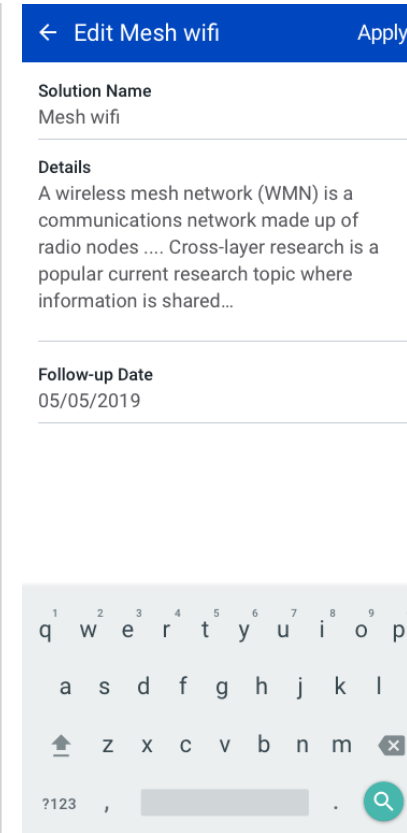 ← Edit Mesh wifi Apply
Solution Name
Mesh wifi
Details
A wireless mesh network (WMN) is a
communications network made up of
radio nodes .... Cross-layer research is a
popular current research topic where
information is shared...
Follow-up Date
05/05/2019
1 2 3 4 5 6 7 8 9
q w e r t y u i o p
a s d f g h j k l
z x c v b n m
?123 , .